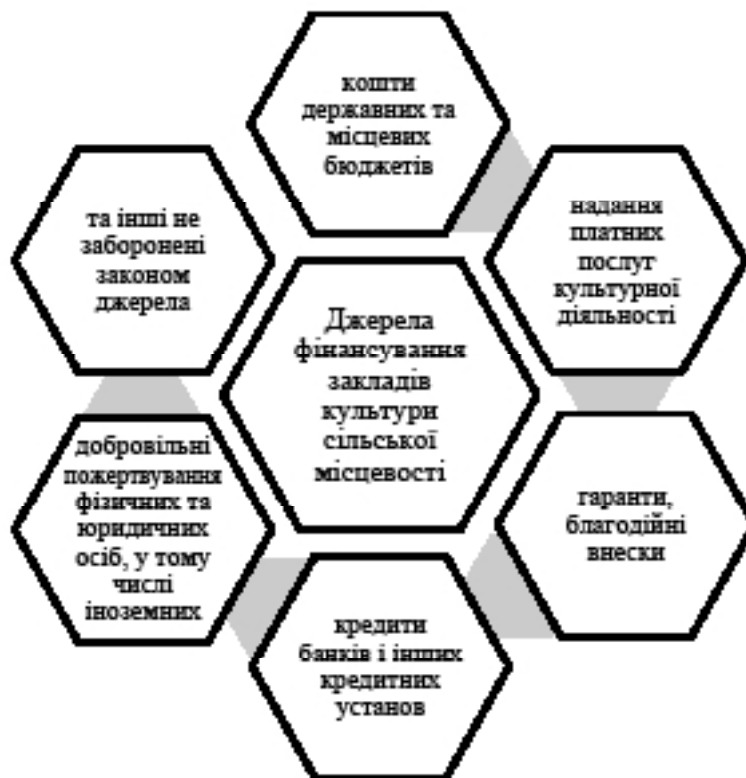 кошти
державних та
місцевих
бюджетів
надання
платних
послуг
культурної
діяльності
гаранти,
благодійні
внески
кредити
банків і інших
кредитних
установ
добровільні
пожертвування
фізичних та
юридичних
осіб, у тому
числі
іноземних
та інші не
заборонені
законом
джерела
Джерела
фінансування
закладів
культури
сільської
місцевості